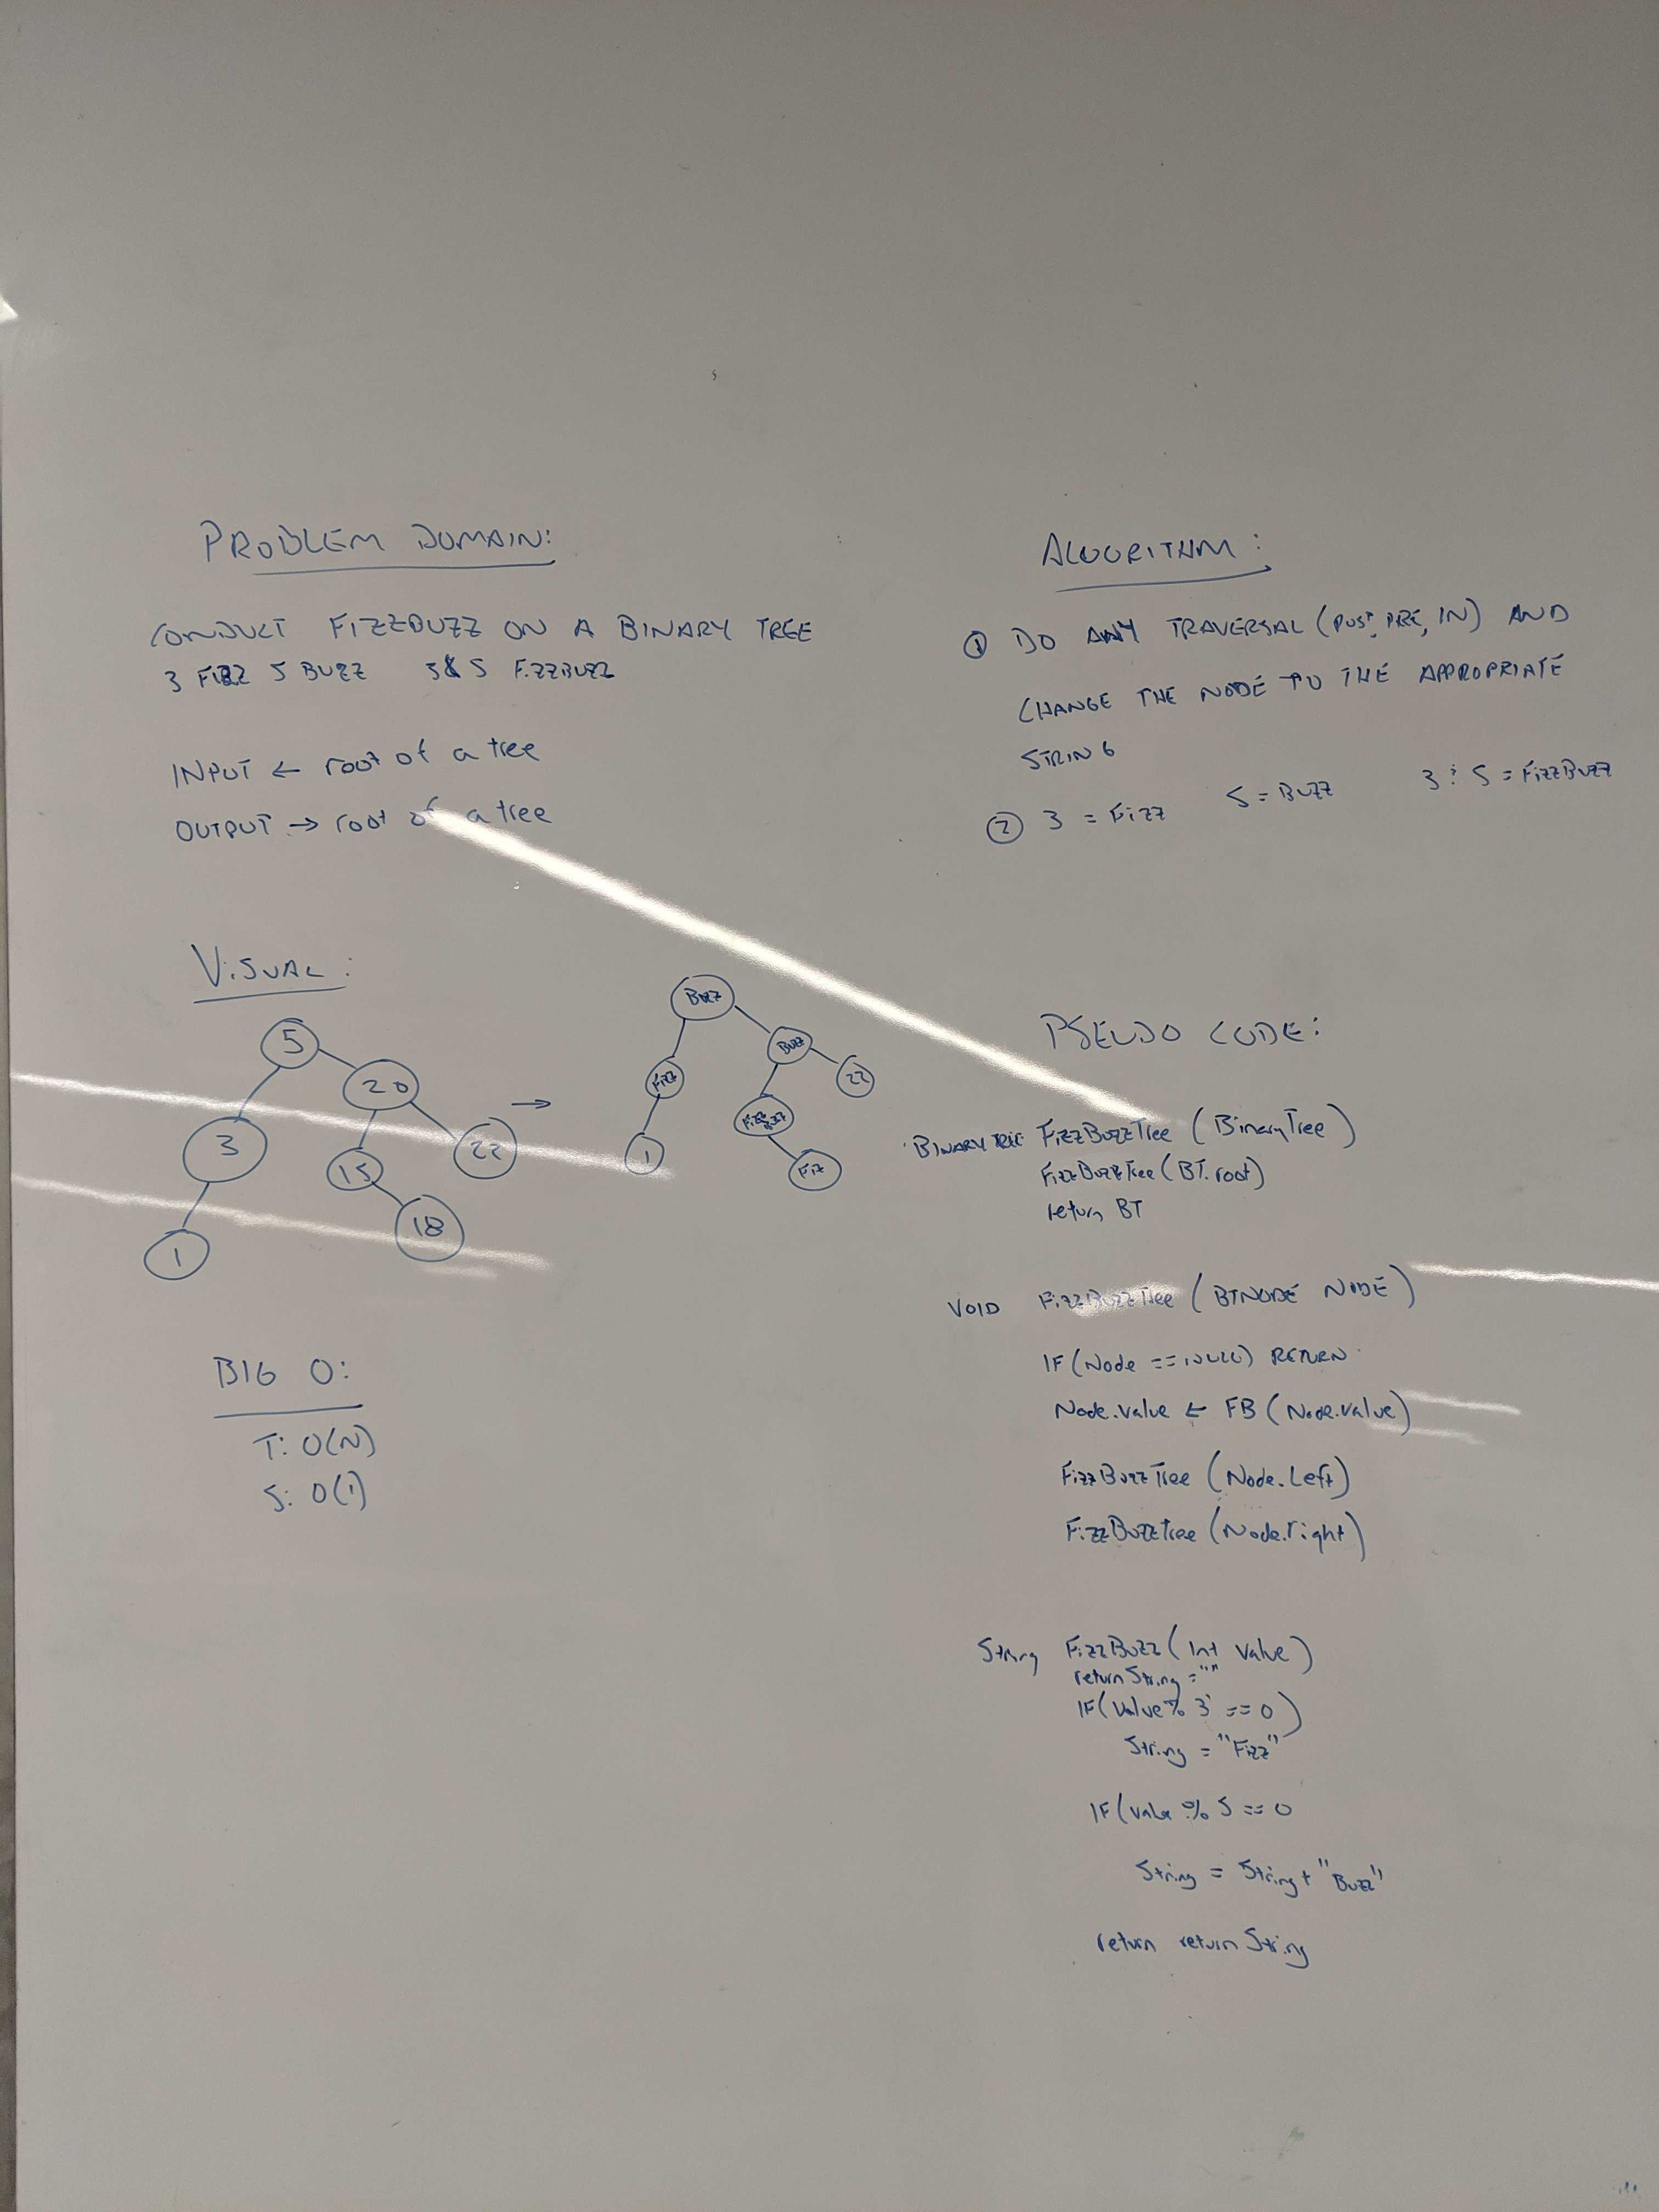 PROBLEM DOMAIN:
CONDUCT FIZZBUZZ ON A BINARY TREE
3 FIZZ 5 BUZZ 3&5 FIZZBUZZ
INPUT ← root of a tree
OUTPUT → root of a tree
VISUAL:
5
20
3
15
22
18
1
→
Buzz
Buzz
Fizz
22
FizzBuzz
1
Fizz
BIG O:
T: O(N)
S: O(1)
ALGORITHM:
① DO ANY TRAVERSAL (POST, PRE, IN) AND
CHANGE THE NODE TO THE APPROPRIATE
STRING
② 3 = Fizz 5 = Buzz 3 : 5 = FizzBuzz
PSEUDO CODE:
BINARY TREE FizzBuzzTree (BinaryTree)
FizzBuzzTree (BT.root)
return BT
VOID FizzBuzzTree (BTNODE NODE)
IF (Node == NULL) RETURN
Node.value ← FB (Node.value)
FizzBuzzTree (Node.Left)
FizzBuzzTree (Node.right)
String FizzBuzz (Int value)
returnString = ""
IF (value % 3 == 0)
String = "Fizz"
IF (value % 5 == 0
String = String + "Buzz"
return returnString